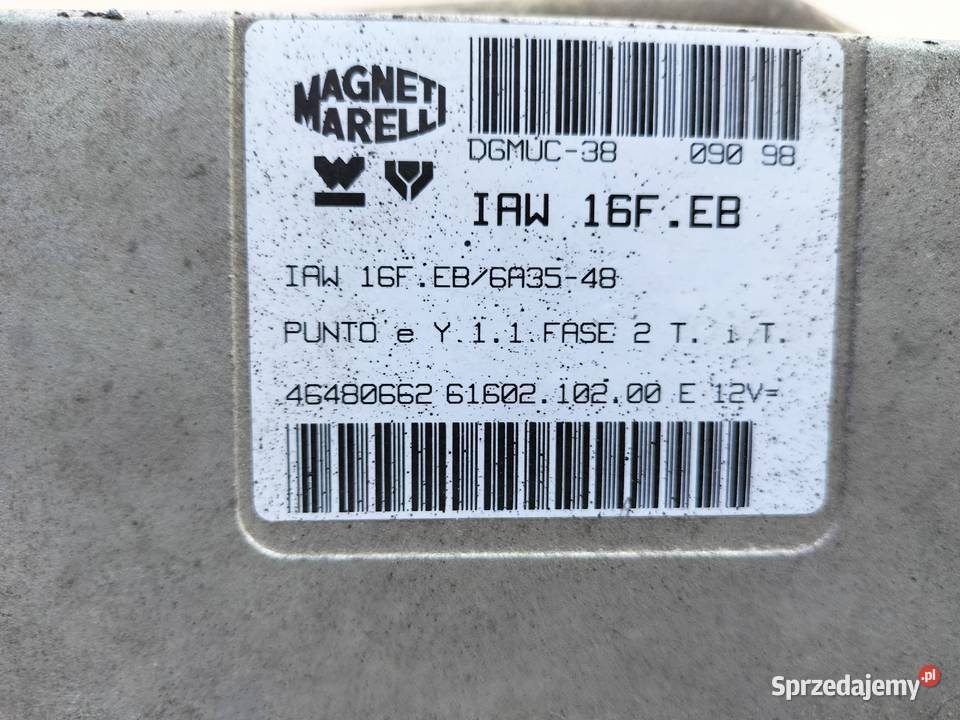 MAGNETI
MARELLI
DGMUC-38 090 98
IAW 16F.EB
IAW 16F.EB/6A35-48
PUNTO e Y 1.1 FASE 2 T. i T.
46480662 61602.102.00 E 12V=
Sprzedajemy.pl